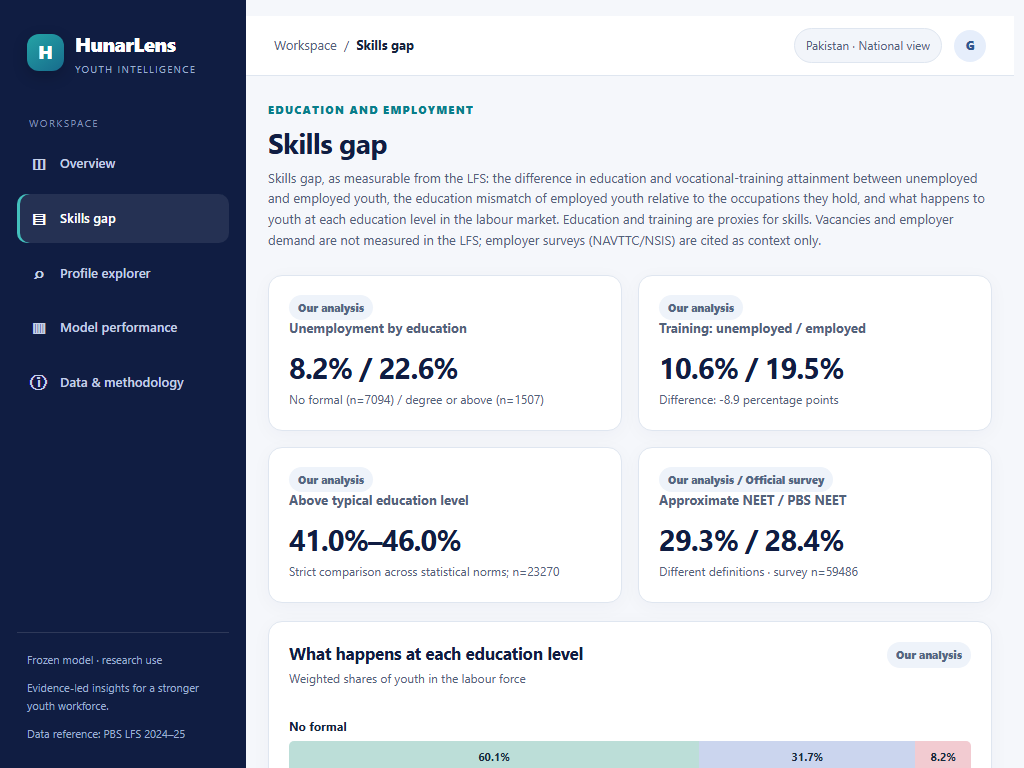 H
HunarLens
YOUTH INTELLIGENCE
WORKSPACE
Overview
Skills gap
Profile explorer
Model performance
Data & methodology
Frozen model · research use
Evidence-led insights for a stronger
youth workforce.
Data reference: PBS LFS 2024–25
Workspace / Skills gap
Pakistan · National view
G
EDUCATION AND EMPLOYMENT
Skills gap
Skills gap, as measurable from the LFS: the difference in education and vocational-training attainment between unemployed
and employed youth, the education mismatch of employed youth relative to the occupations they hold, and what happens to
youth at each education level in the labour market. Education and training are proxies for skills. Vacancies and employer
demand are not measured in the LFS; employer surveys (NAVTTC/NSIS) are cited as context only.
Our analysis
Unemployment by education
8.2% / 22.6%
No formal (n=7094) / degree or above (n=1507)
Our analysis
Training: unemployed / employed
10.6% / 19.5%
Difference: -8.9 percentage points
Our analysis
Above typical education level
41.0%–46.0%
Strict comparison across statistical norms; n=23270
Our analysis / Official survey
Approximate NEET / PBS NEET
29.3% / 28.4%
Different definitions · survey n=59486
What happens at each education level
Our analysis
Weighted shares of youth in the labour force
No formal
60.1% 31.7% 8.2%